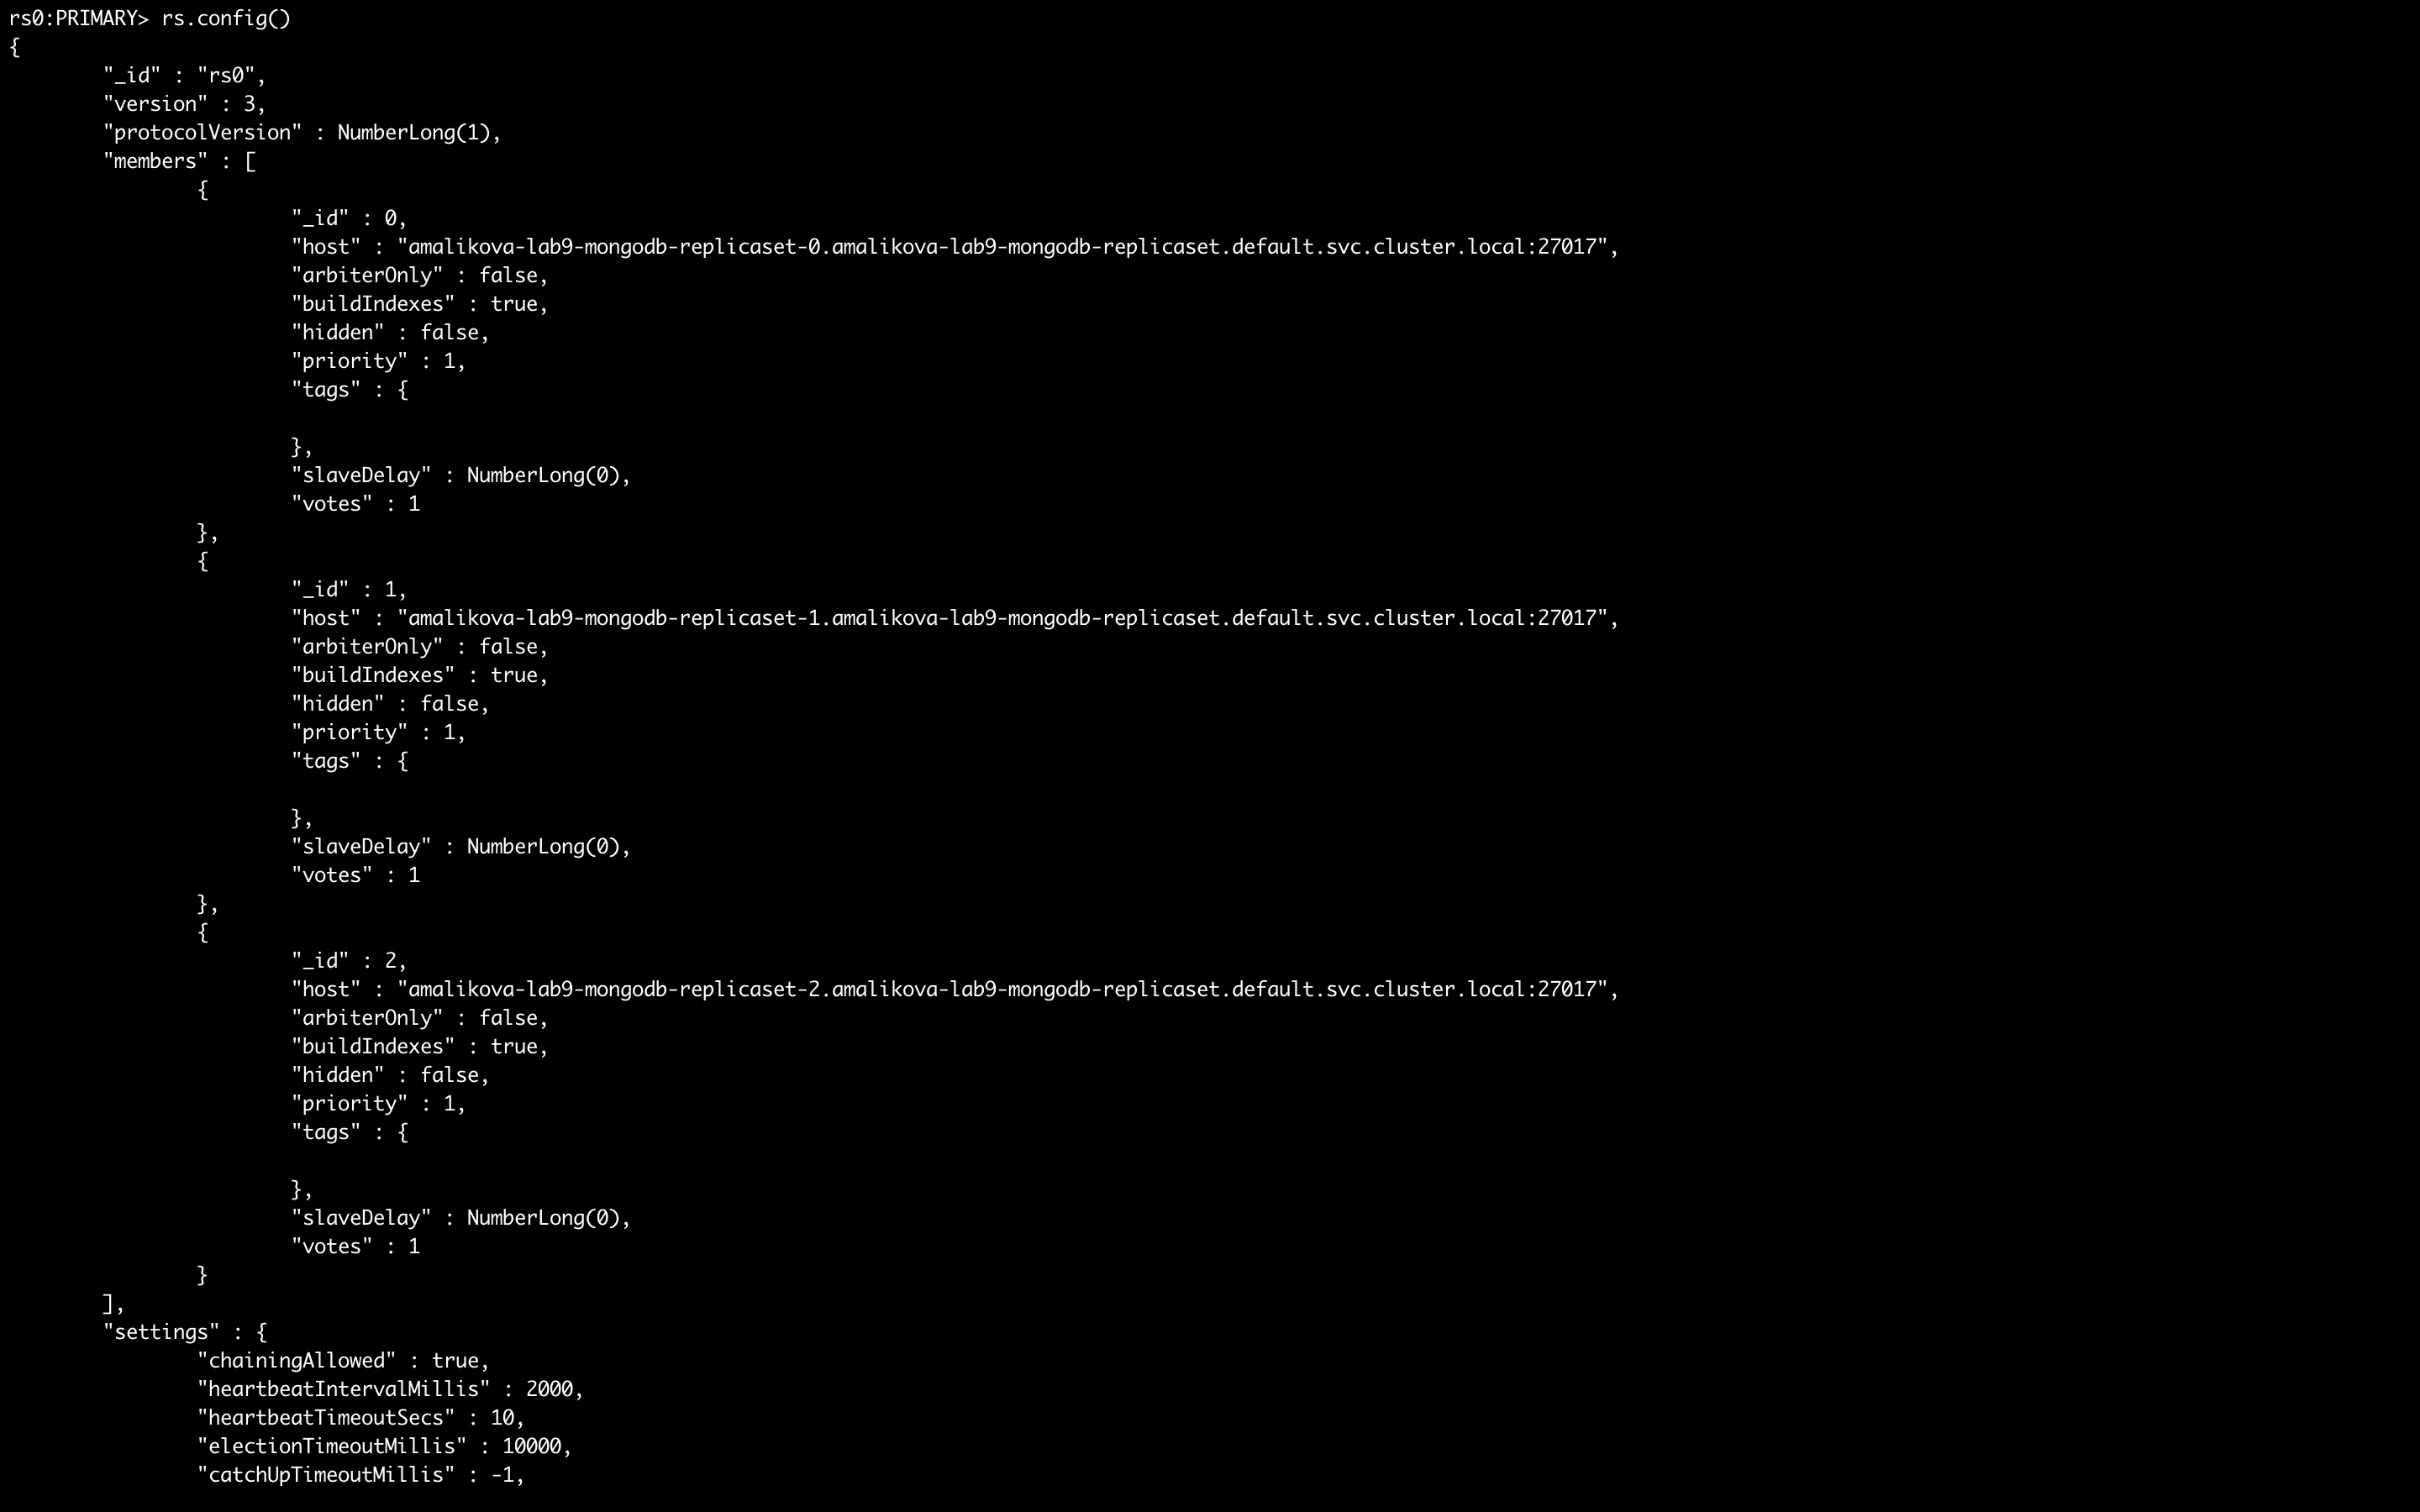 rs0:PRIMARY> rs.config()
{
        "_id" : "rs0",
        "version" : 3,
        "protocolVersion" : NumberLong(1),
        "members" : [
                {
                        "_id" : 0,
                        "host" : "amalikova-lab9-mongodb-replicaset-0.amalikova-lab9-mongodb-replicaset.default.svc.cluster.local:27017",
                        "arbiterOnly" : false,
                        "buildIndexes" : true,
                        "hidden" : false,
                        "priority" : 1,
                        "tags" : {

                        },
                        "slaveDelay" : NumberLong(0),
                        "votes" : 1
                },
                {
                        "_id" : 1,
                        "host" : "amalikova-lab9-mongodb-replicaset-1.amalikova-lab9-mongodb-replicaset.default.svc.cluster.local:27017",
                        "arbiterOnly" : false,
                        "buildIndexes" : true,
                        "hidden" : false,
                        "priority" : 1,
                        "tags" : {

                        },
                        "slaveDelay" : NumberLong(0),
                        "votes" : 1
                },
                {
                        "_id" : 2,
                        "host" : "amalikova-lab9-mongodb-replicaset-2.amalikova-lab9-mongodb-replicaset.default.svc.cluster.local:27017",
                        "arbiterOnly" : false,
                        "buildIndexes" : true,
                        "hidden" : false,
                        "priority" : 1,
                        "tags" : {

                        },
                        "slaveDelay" : NumberLong(0),
                        "votes" : 1
                }
        ],
        "settings" : {
                "chainingAllowed" : true,
                "heartbeatIntervalMillis" : 2000,
                "heartbeatTimeoutSecs" : 10,
                "electionTimeoutMillis" : 10000,
                "catchUpTimeoutMillis" : -1,